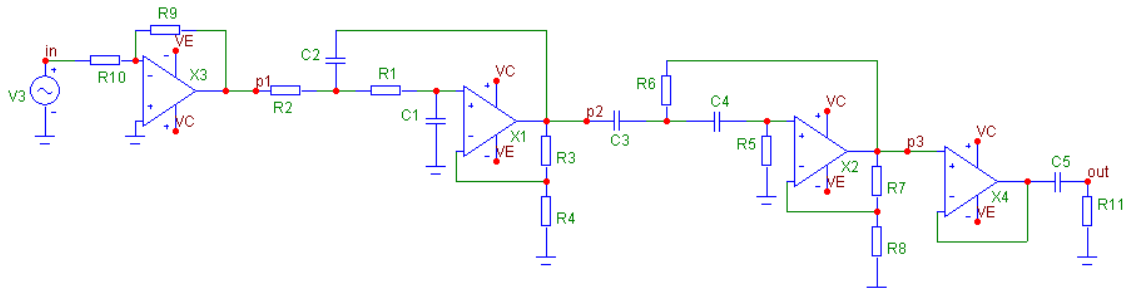 R9
in
VE
C2
R6
X3
R10
p1
R1
C4
VC
VC
V3
R2
p2
p3
VC
C1
C3
C5
out
X1
R5
VC
VE
R3
X2
R7
X4
R11
VE
VE
R4
R8